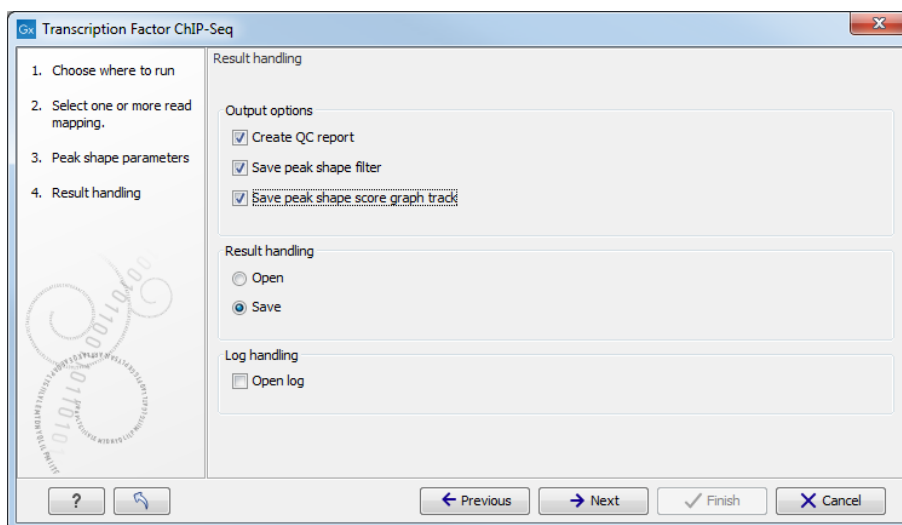 Gx Transcription Factor ChIP-Seq
1. Choose where to run
2. Select one or more read
mapping.
3. Peak shape parameters
4. Result handling
Result handling
Output options
Create QC report
Save peak shape filter
Save peak shape score graph track
Result handling
Open
Save
Log handling
Open log
?
Previous
Next
Finish
Cancel